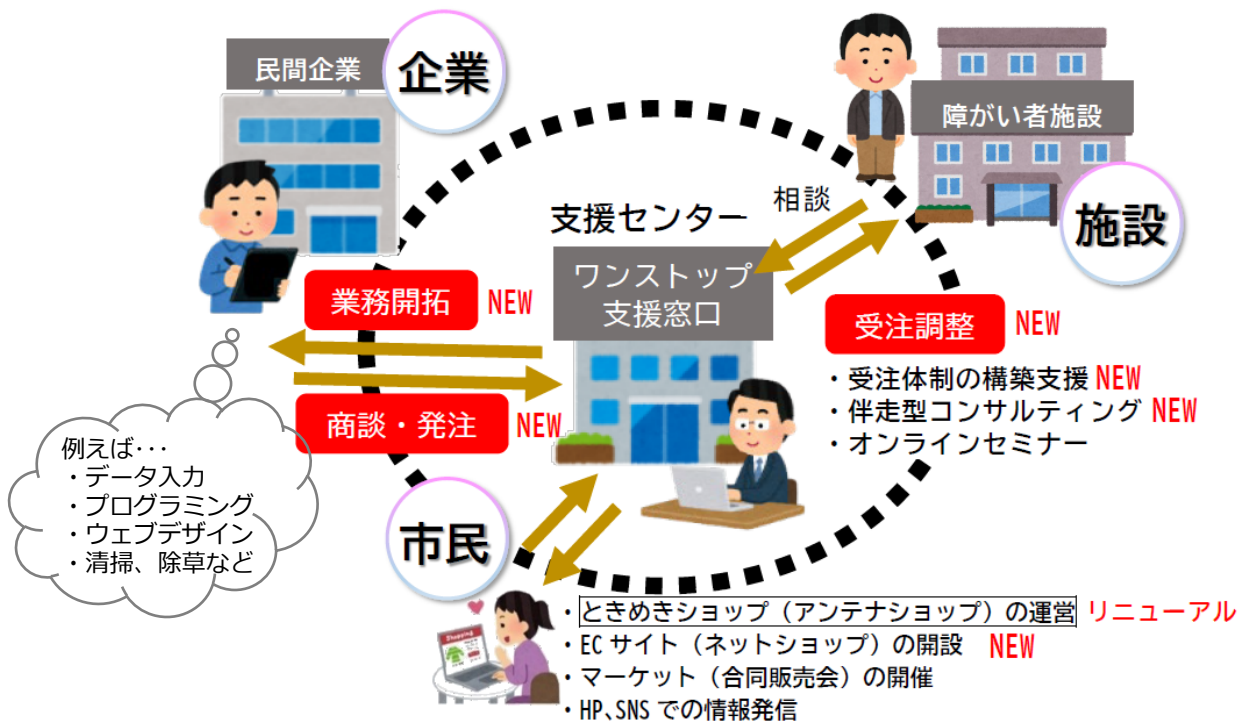 民間企業
企業
障がい者施設
施設
相談
支援センター
ワンストップ
支援窓口
業務開拓 NEW
商談・発注 NEW
受注調整 NEW
・受注体制の構築支援 NEW
・伴走型コンサルティング NEW
・オンラインセミナー
例えば･･･
・データ入力
・プログラミング
・ウェブデザイン
・清掃、除草など
市民
Shopping
・ときめきショップ（アンテナショップ）の運営 リニューアル
・ECサイト（ネットショップ）の開設 NEW
・マーケット（合同販売会）の開催
・HP、SNSでの情報発信